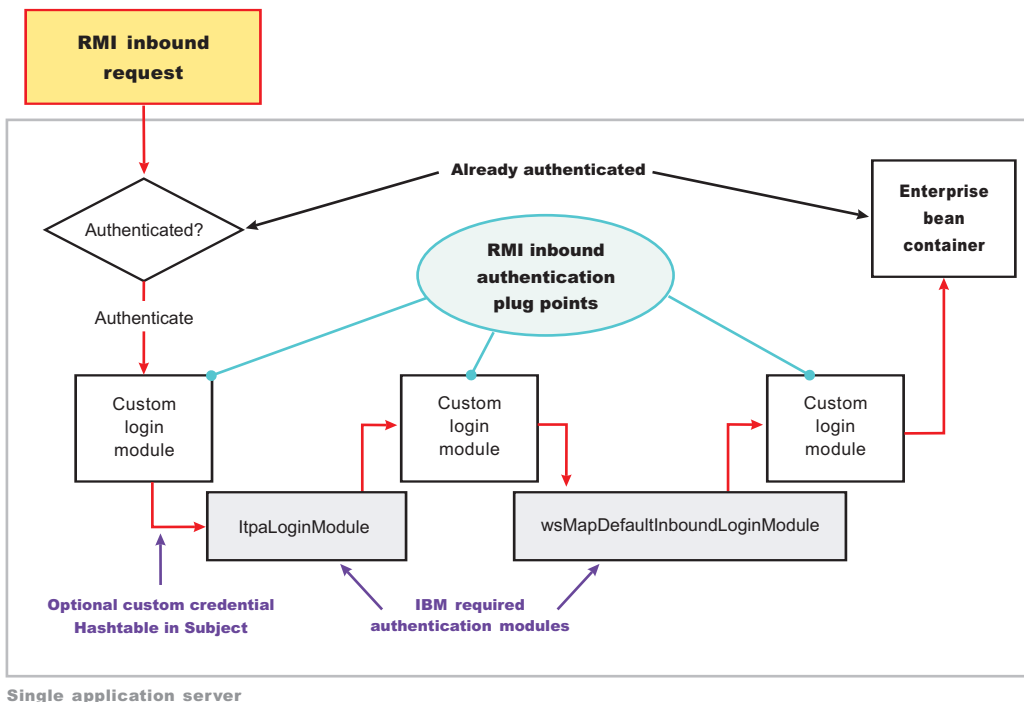 RMI inbound
request
Already authenticated
Enterprise
bean
container
Authenticated?
RMI inbound
authentication
plug points
Authenticate
Custom
login
module
Custom
login
module
Custom
login
module
ltpaLoginModule
wsMapDefaultInboundLoginModule
Optional custom credential
Hashtable in Subject
IBM required
authentication modules
Single application server